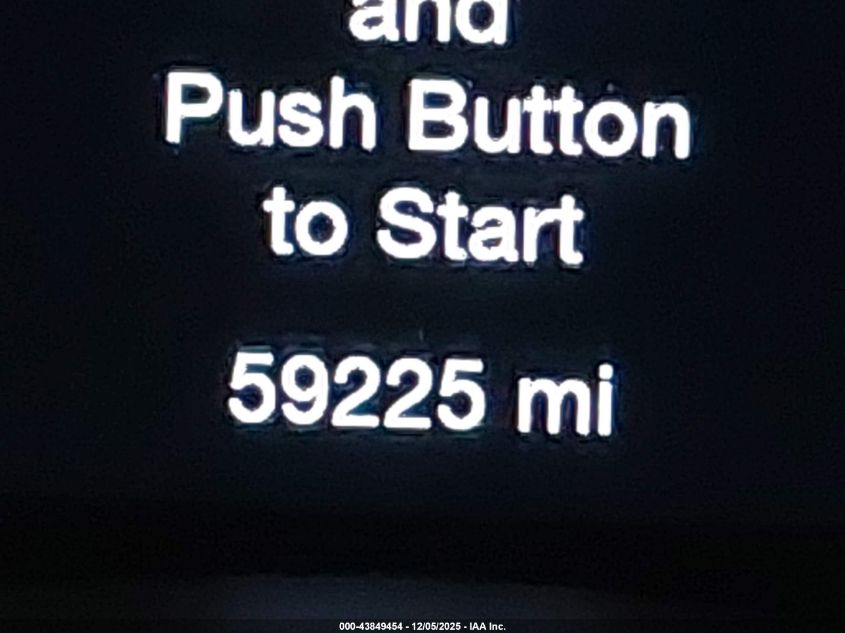 and
Push Button
to Start
59225 mi
000-43849454 - 12/05/2025 - IAA Inc.